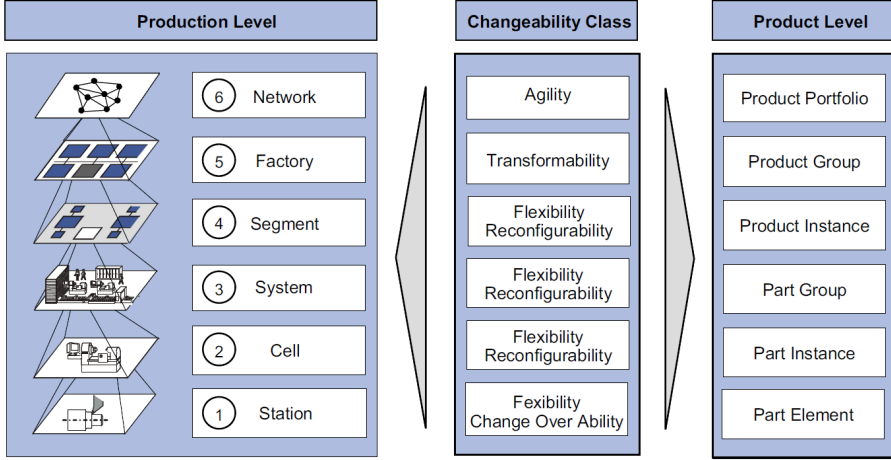 Production Level
Changeability Class
Product Level
6 Network
Agility
Product Portfolio
5 Factory
Transformability
Product Group
4 Segment
Flexibility
Reconfigurability
Product Instance
3 System
Flexibility
Reconfigurability
Part Group
2 Cell
Flexibility
Reconfigurability
Part Instance
1 Station
Fexibility
Change Over Ability
Part Element